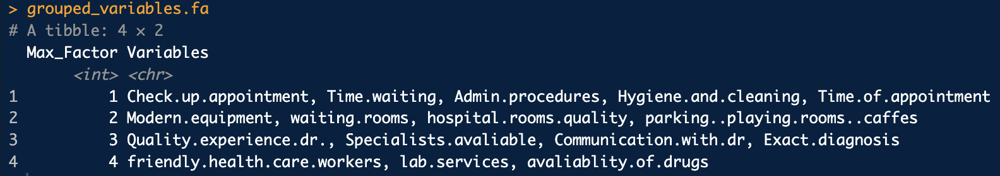 > grouped_variables.fa
# A tibble: 4 × 2
Max_Factor Variables
<int> <chr>
1 1 Check.up.appointment, Time.waiting, Admin.procedures, Hygiene.and.cleaning, Time.of.appointment
2 2 Modern.equipment, waiting.rooms, hospital.rooms.quality, parking..playing.rooms..caffes
3 3 Quality.experience.dr., Specialists.avaliable, Communication.with.dr, Exact.diagnosis
4 4 friendly.health.care.workers, lab.services, avaliablity.of.drugs